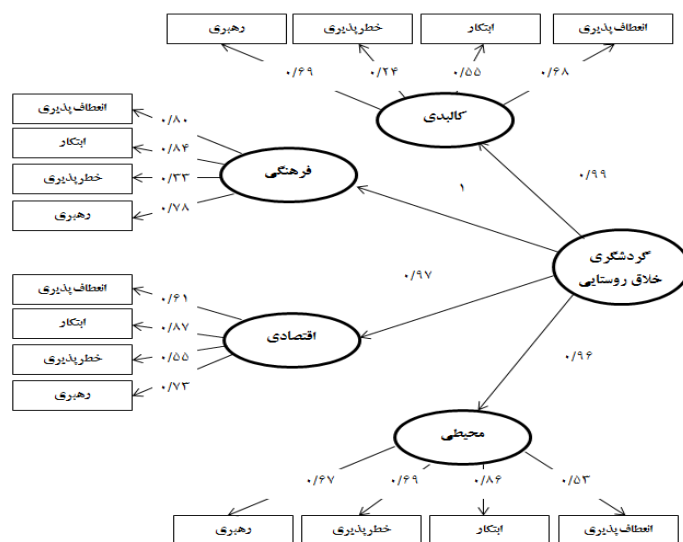 رهبری
خطرپذیری
ابتکار
انعطاف‌پذیری
۰/۶۹
۰/۲۴
۰/۵۵
۰/۶۸
کالبدی
انعطاف‌پذیری
ابتکار
خطرپذیری
رهبری
۰/۸۰
۰/۸۴
۰/۳۳
۰/۷۸
فرهنگی
۰/۹۹
۱
گردشگری
خلاق روستایی
۰/۹۷
۰/۹۶
انعطاف‌پذیری
ابتکار
خطرپذیری
رهبری
۰/۶۱
۰/۸۷
۰/۵۵
۰/۷۳
اقتصادی
محیطی
۰/۶۷
۰/۶۹
۰/۸۶
۰/۵۳
رهبری
خطرپذیری
ابتکار
انعطاف‌پذیری